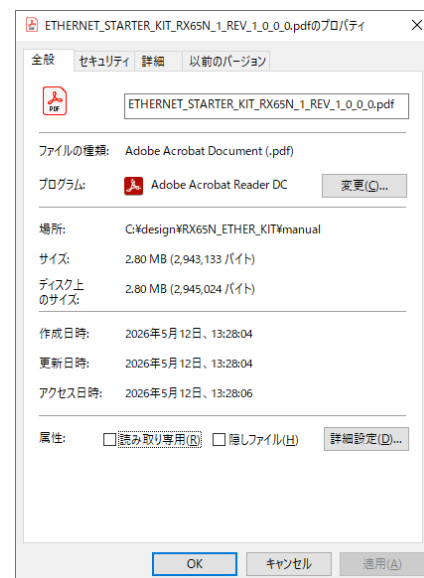 ETHERNET_STARTER_KIT_RX65N_1_REV_1_0_0_0.pdfのプロパティ
全般 セキュリティ 詳細 以前のバージョン
PDF
ETHERNET_STARTER_KIT_RX65N_1_REV_1_0_0_0.pdf
ファイルの種類: Adobe Acrobat Document (.pdf)
プログラム: Adobe Acrobat Reader DC 変更(C)...
場所: C:¥design¥RX65N_ETHER_KIT¥manual
サイズ: 2.80 MB (2,943,133 バイト)
ディスク上
のサイズ: 2.80 MB (2,945,024 バイト)
作成日時: 2026年5月12日、13:28:04
更新日時: 2026年5月12日、13:28:04
アクセス日時: 2026年5月12日、13:28:06
属性: 読み取り専用(R) 隠しファイル(H) 詳細設定(D)...
OK キャンセル 適用(A)